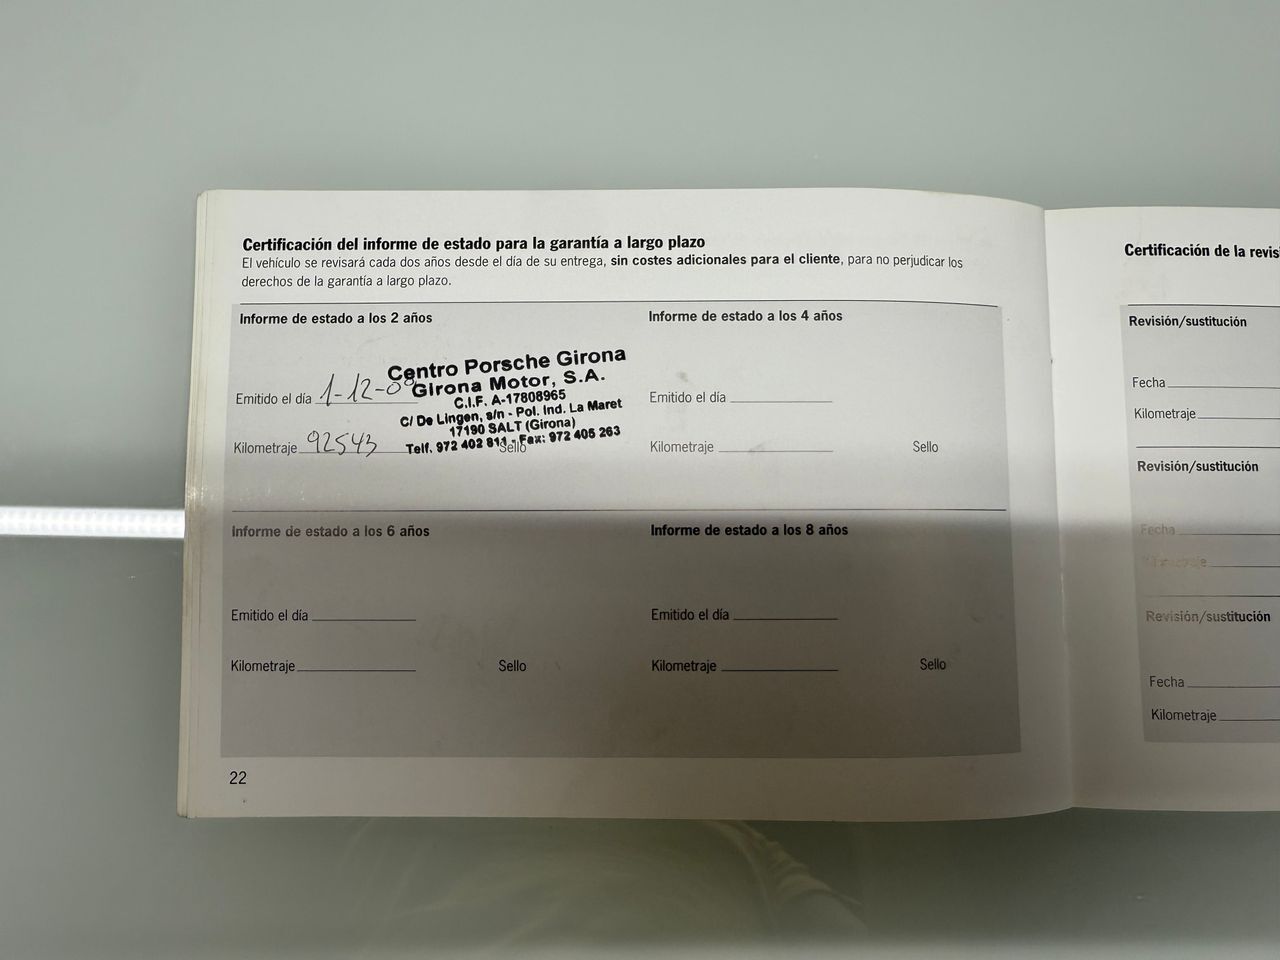 Certificación del informe de estado para la garantía a largo plazo
El vehículo se revisará cada dos años desde el día de su entrega, sin costes adicionales para el cliente, para no perjudicar los
derechos de la garantía a largo plazo.
Informe de estado a los 2 años
Emitido el día 1-12-08
Kilometraje 92543
Sello
Centro Porsche Girona
Girona Motor, S.A.
C.I.F. A-17808965
C/ De Lingen, s/n - Pol. Ind. La Maret
17190 SALT (Girona)
Telf. 972 402 811 - Fax: 972 405 263
Informe de estado a los 4 años
Emitido el día
Kilometraje
Sello
Informe de estado a los 6 años
Emitido el día
Kilometraje
Sello
Informe de estado a los 8 años
Emitido el día
Kilometraje
Sello
22
Certificación de la revis
Revisión/sustitución
Fecha
Kilometraje
Revisión/sustitución
Fecha
Kilometraje
Revisión/sustitución
Fecha
Kilometraje